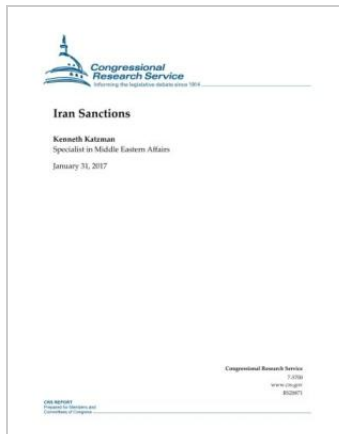 Congressional
Research Service
Informing the legislative debate since 1914
Iran Sanctions
Kenneth Katzman
Specialist in Middle Eastern Affairs
January 31, 2017
Congressional Research Service
7-5700
www.crs.gov
RS20871
CRS REPORT
Prepared for Members and
Committees of Congress